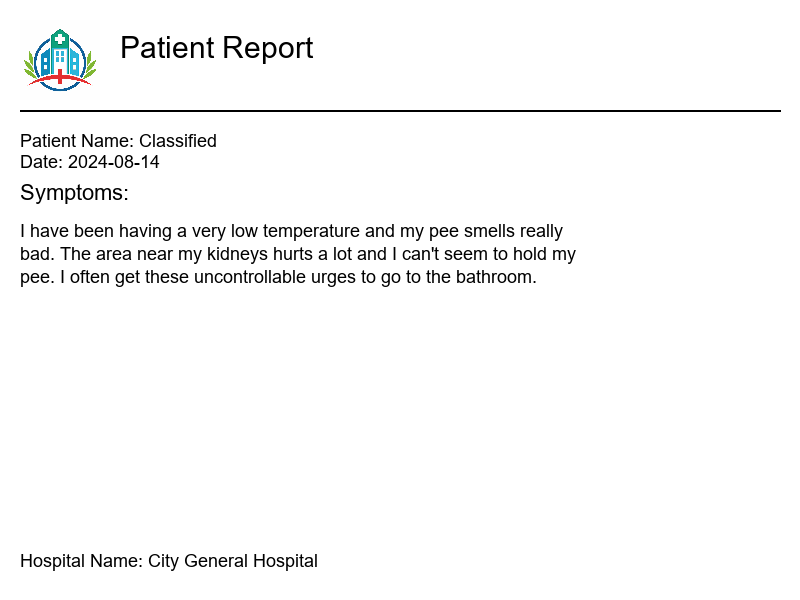 Patient Report
Patient Name: Classified
Date: 2024-08-14
Symptoms:
I have been having a very low temperature and my pee smells really
bad. The area near my kidneys hurts a lot and I can't seem to hold my
pee. I often get these uncontrollable urges to go to the bathroom.
Hospital Name: City General Hospital